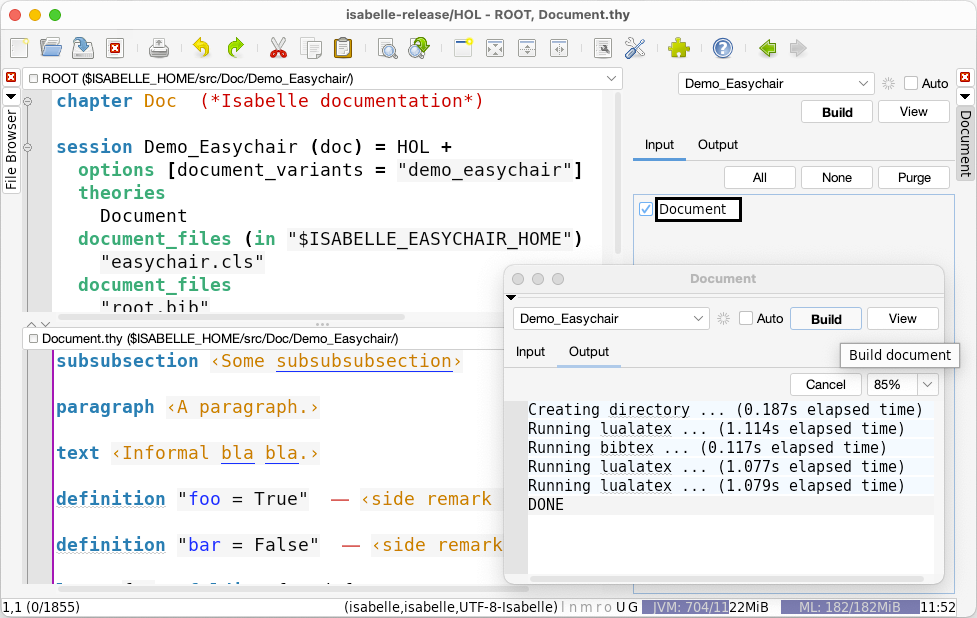 isabelle-release/HOL - ROOT, Document.thy
File Browser
ROOT ($ISABELLE_HOME/src/Doc/Demo_Easychair/)
chapter Doc (*Isabelle documentation*)
session Demo_Easychair (doc) = HOL +
options [document_variants = "demo_easychair"]
theories
Document
document_files (in "$ISABELLE_EASYCHAIR_HOME")
"easychair.cls"
document_files
"root.bib"
Document.thy ($ISABELLE_HOME/src/Doc/Demo_Easychair/)
subsubsection ‹Some subsubsubsection›
paragraph ‹A paragraph.›
text ‹Informal bla bla.›
definition "foo = True" — ‹side remark
definition "bar = False" — ‹side remark
Demo_Easychair
Auto
Build
View
Input
Output
All
None
Purge
Document
Document
Document
Demo_Easychair
Auto
Build
View
Input
Output
Build document
Cancel
85%
Creating directory ... (0.187s elapsed time)
Running lualatex ... (1.114s elapsed time)
Running bibtex ... (0.117s elapsed time)
Running lualatex ... (1.077s elapsed time)
Running lualatex ... (1.079s elapsed time)
DONE
1,1 (0/1855)
(isabelle,isabelle,UTF-8-Isabelle) l n m r o U G
JVM: 704/1122MiB
ML: 182/182MiB
11:52